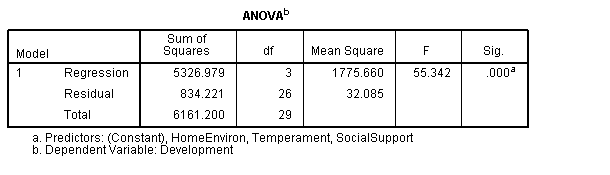 ANOVAb
Model Sum of Squares df Mean Square F Sig.
1 Regression 5326.979 3 1775.660 55.342 .000a
Residual 834.221 26 32.085
Total 6161.200 29
a. Predictors: (Constant), HomeEnviron, Temperament, SocialSupport
b. Dependent Variable: Development